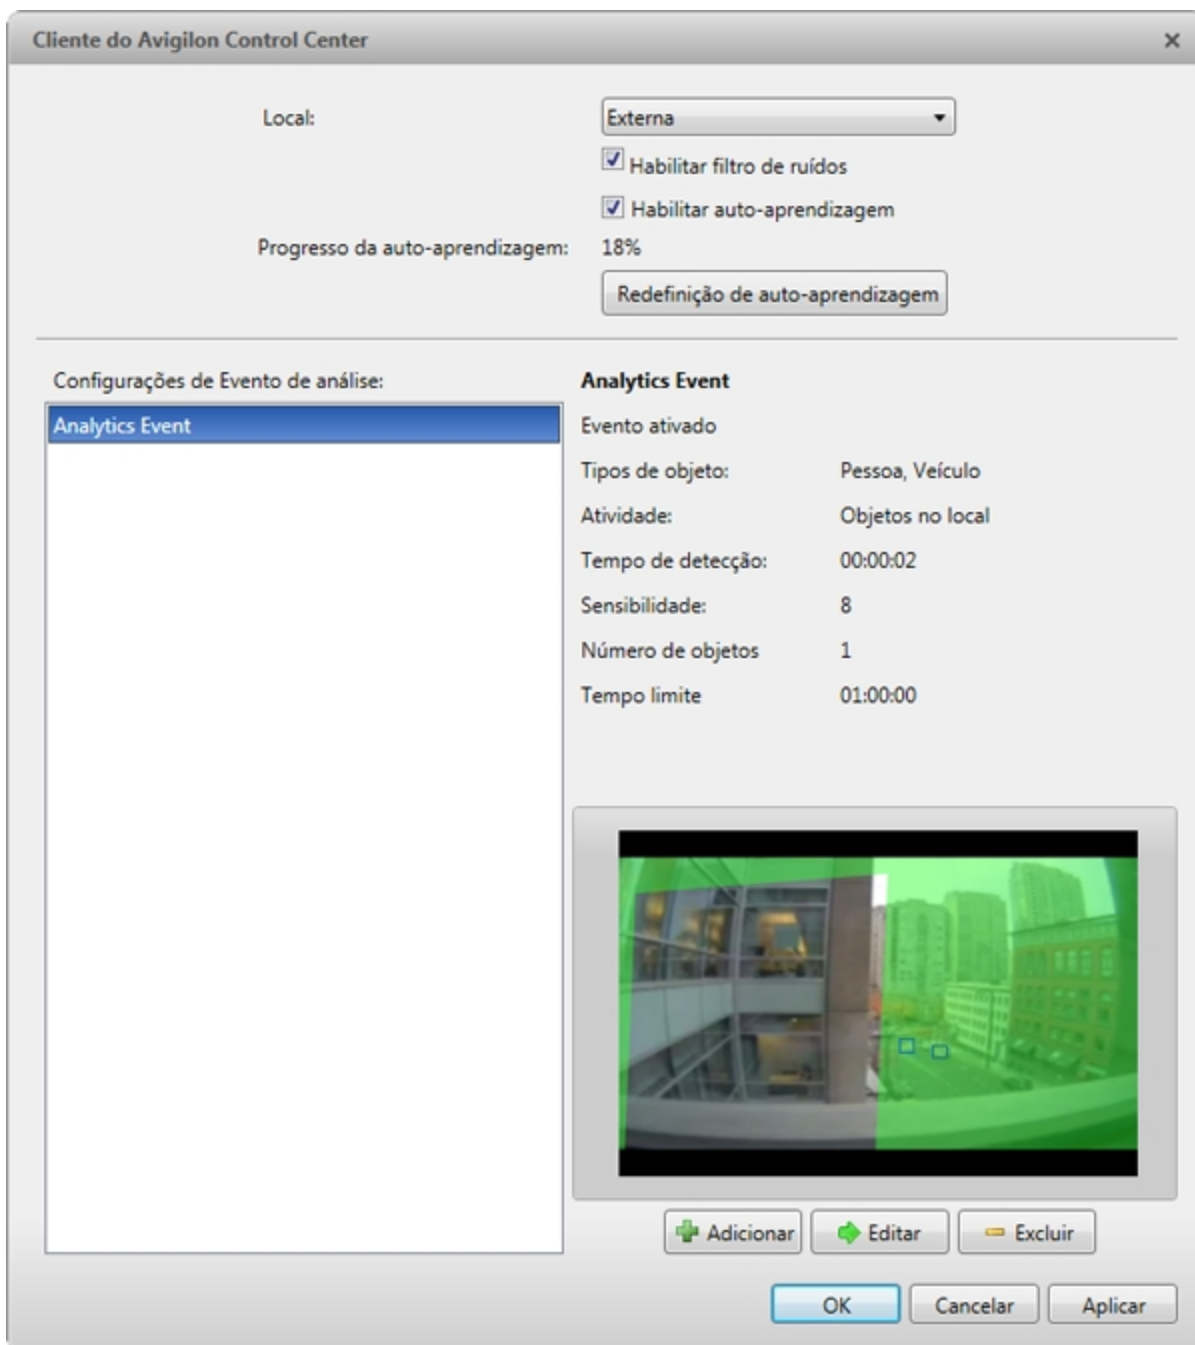 Cliente do Avigilon Control Center
Local:
Externa
Habilitar filtro de ruídos
Habilitar auto-aprendizagem
Progresso da auto-aprendizagem: 18%
Redefinição de auto-aprendizagem
Configurações de Evento de análise:
Analytics Event
Analytics Event
Evento ativado
Tipos de objeto: Pessoa, Veículo
Atividade: Objetos no local
Tempo de detecção: 00:00:02
Sensibilidade: 8
Número de objetos 1
Tempo limite 01:00:00
Adicionar Editar Excluir
OK Cancelar Aplicar